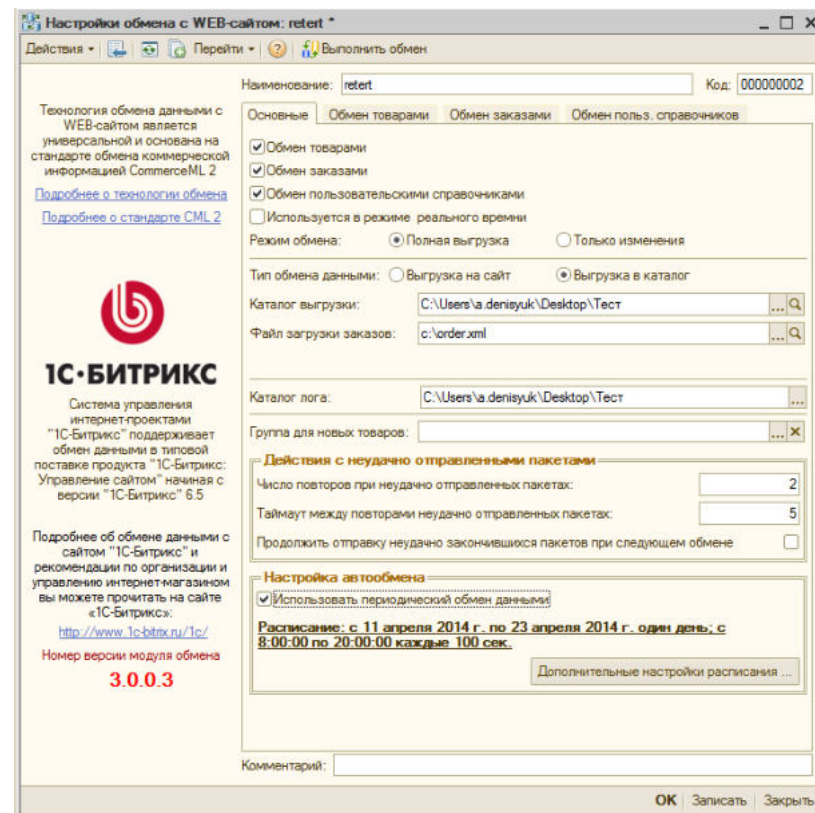 Настройки обмена с WEB-сайтом: retert *
Действия
Перейти
Выполнить обмен
Наименование: retert
Код: 000000002
Технология обмена данными с
WEB-сайтом является
универсальной и основана на
стандарте обмена коммерческой
информацией CommerceML 2
Подробнее о технологии обмена
Подробнее о стандарте CML 2
1С·БИТРИКС
Система управления
интернет-проектами
"1С-Битрикс" поддерживает
обмен данными в типовой
поставке продукта "1С-Битрикс:
Управление сайтом" начиная с
версии "1С-Битрикс" 6.5
Подробнее об обмене данными с
сайтом "1С-Битрикс" и
рекомендации по организации и
управлению интернет-магазином
вы можете прочитать на сайте
«1С-Битрикс»:
http://www.1c-bitrix.ru/1c/
Номер версии модуля обмена
3.0.0.3
Основные Обмен товарами Обмен заказами Обмен польз. справочников
Обмен товарами
Обмен заказами
Обмен пользовательскими справочниками
Используется в режиме реального времни
Режим обмена: Полная выгрузка Только изменения
Тип обмена данными: Выгрузка на сайт Выгрузка в каталог
Каталог выгрузки: C:\Users\a.denisyuk\Desktop\Тест ...
Файл загрузки заказов: c:\order.xml ...
Каталог лога: C:\Users\a.denisyuk\Desktop\Тест ...
Группа для новых товаров: ...
Действия с неудачно отправленными пакетами
Число повторов при неудачно отправленных пакетах: 2
Таймаут между повторами неудачно отправленных пакетах: 5
Продолжить отправку неудачно закончившихся пакетов при следующем обмене
Настройка автообмена
Использовать периодический обмен данными
Расписание: с 11 апреля 2014 г. по 23 апреля 2014 г. один день; с
8:00:00 по 20:00:00 каждые 100 сек.
Дополнительные настройки расписания ...
Комментарий:
OK Записать Закрыть